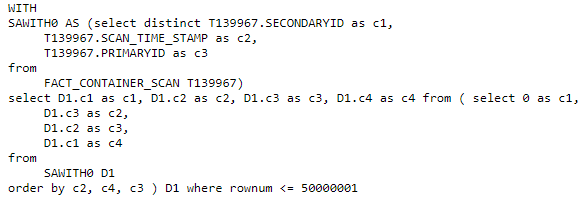 WITH
SAWITH0 AS (select distinct T139967.SECONDARYID as c1,
T139967.SCAN_TIME_STAMP as c2,
T139967.PRIMARYID as c3
from
FACT_CONTAINER_SCAN T139967)
select D1.c1 as c1, D1.c2 as c2, D1.c3 as c3, D1.c4 as c4 from ( select 0 as c1,
D1.c3 as c2,
D1.c2 as c3,
D1.c1 as c4
from
SAWITH0 D1
order by c2, c4, c3 ) D1 where rownum <= 50000001